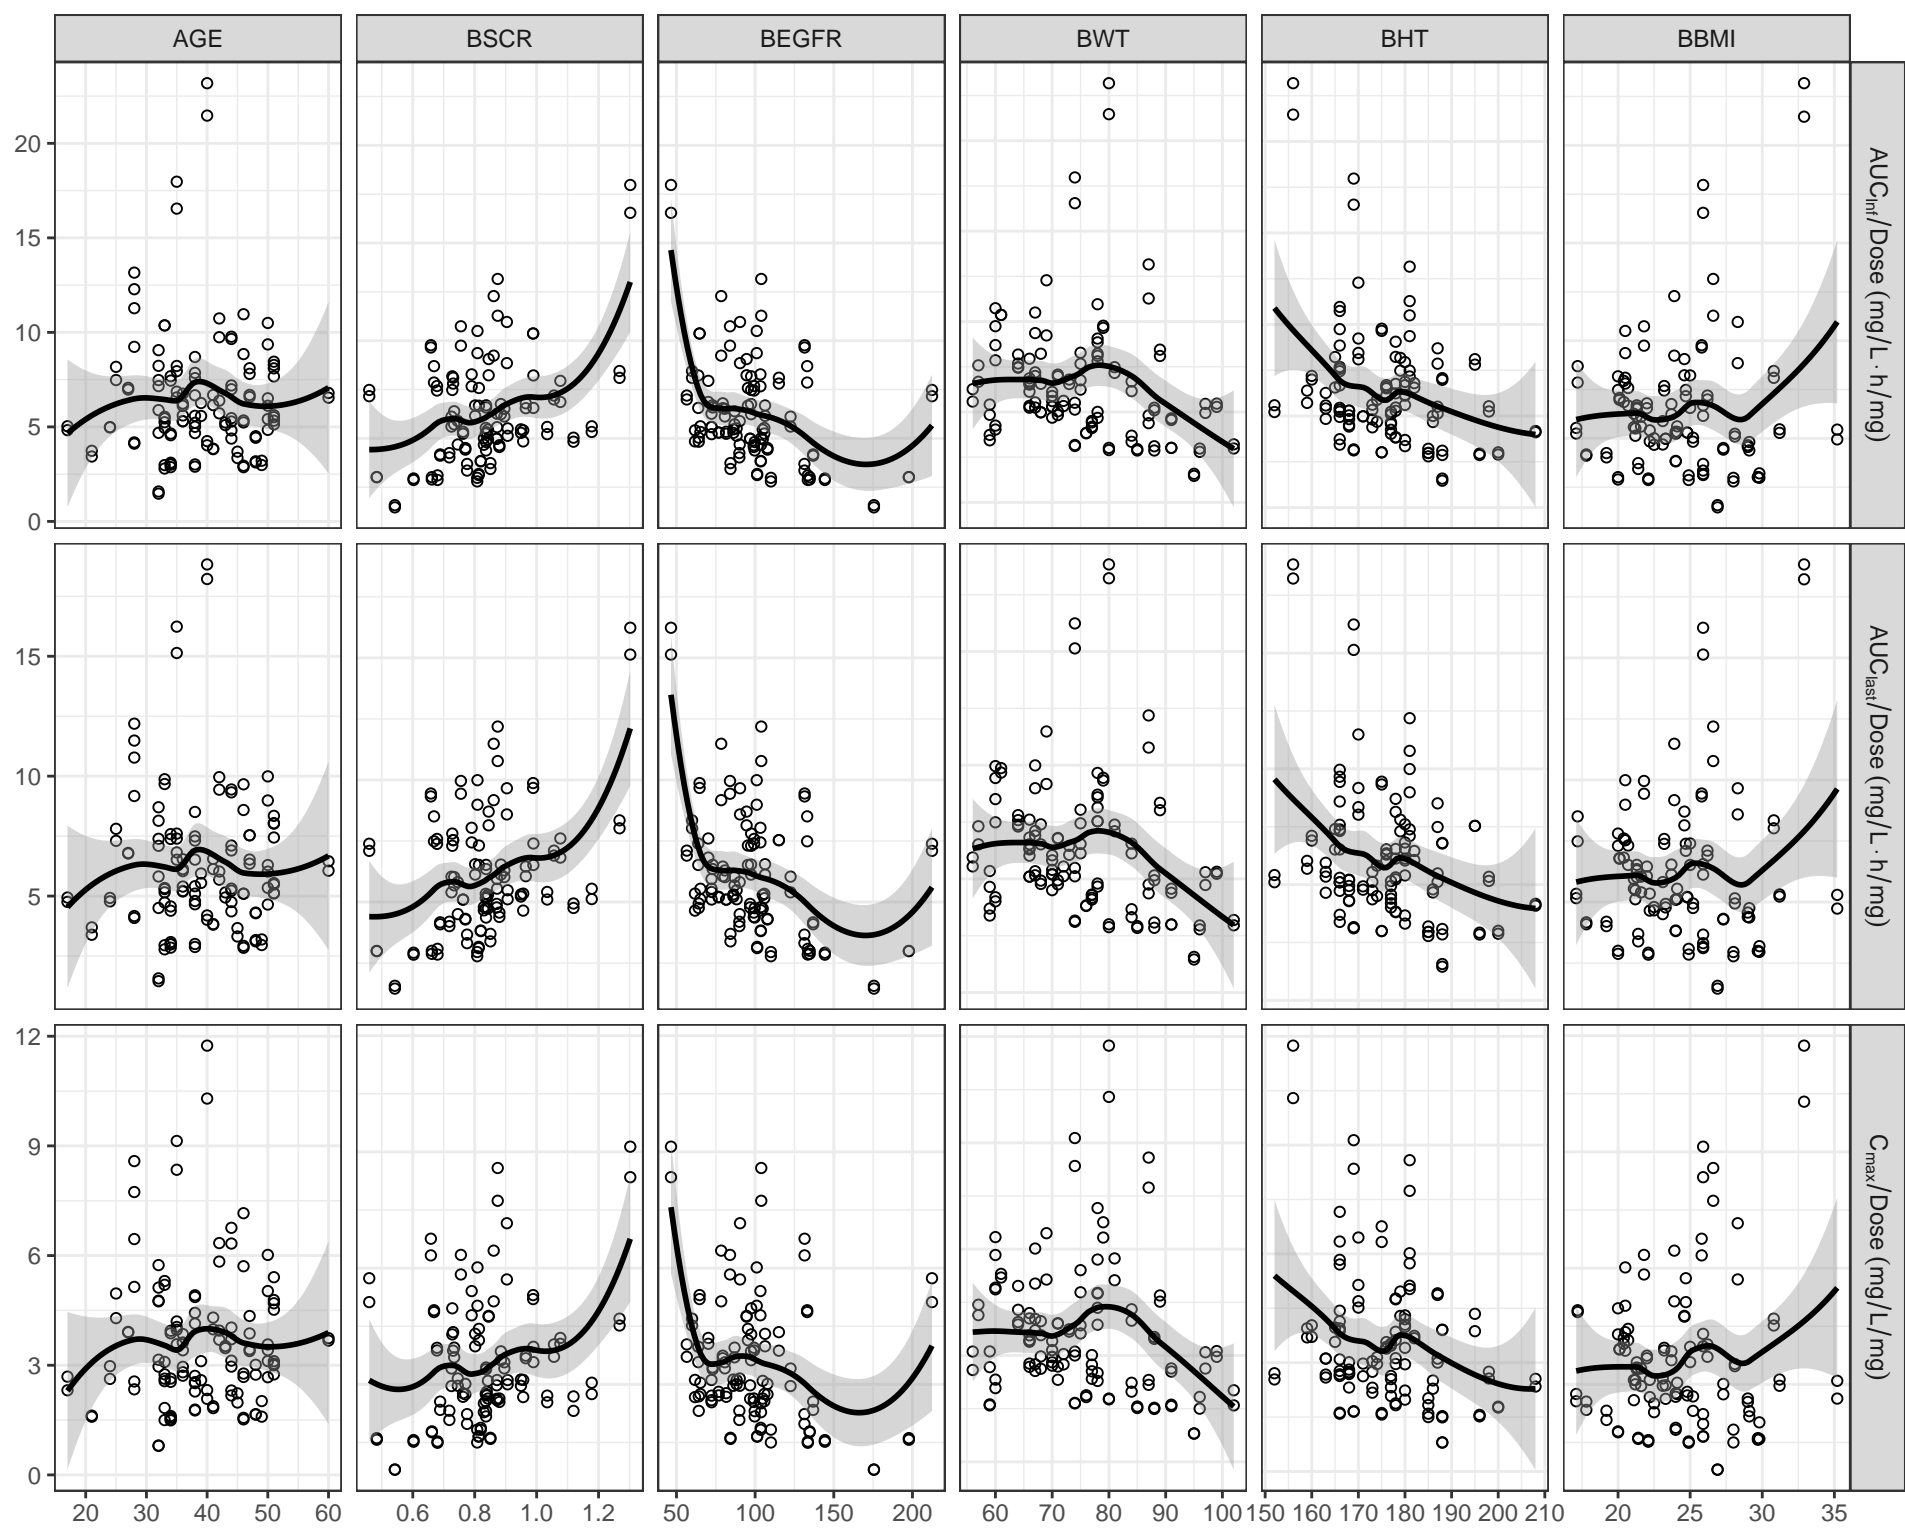 AGE BSCR BEGFR BWT BHT BBMI
20
15
10
5
0
AUCInf/Dose (mg/L·h/mg)
15
10
5
AUClast/Dose (mg/L·h/mg)
12
9
6
3
0
Cmax/Dose (mg/L/mg)
20 30 40 50 60 0.6 0.8 1.0 1.2 50 100 150 200 60 70 80 90 100 150 160 170 180 190 200 210 20 25 30 35